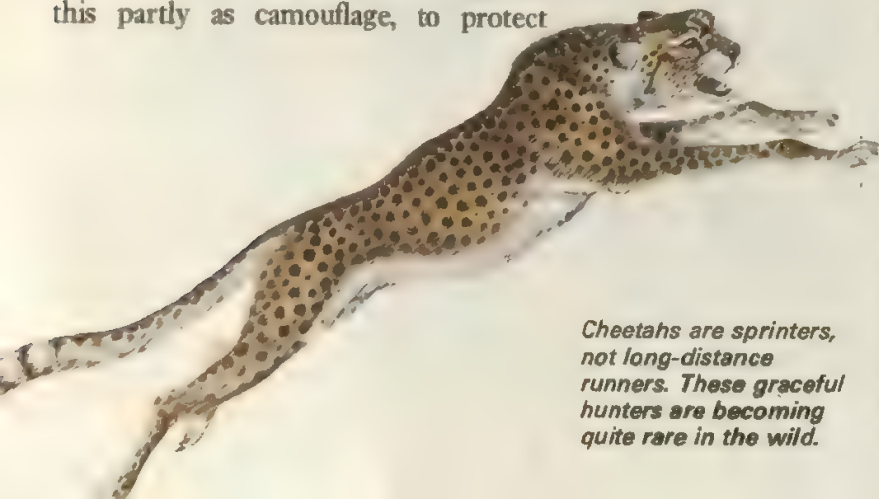 this partly as camouflage, to protect
Cheetahs are sprinters,
not long-distance
runners. These graceful
hunters are becoming
quite rare in the wild.